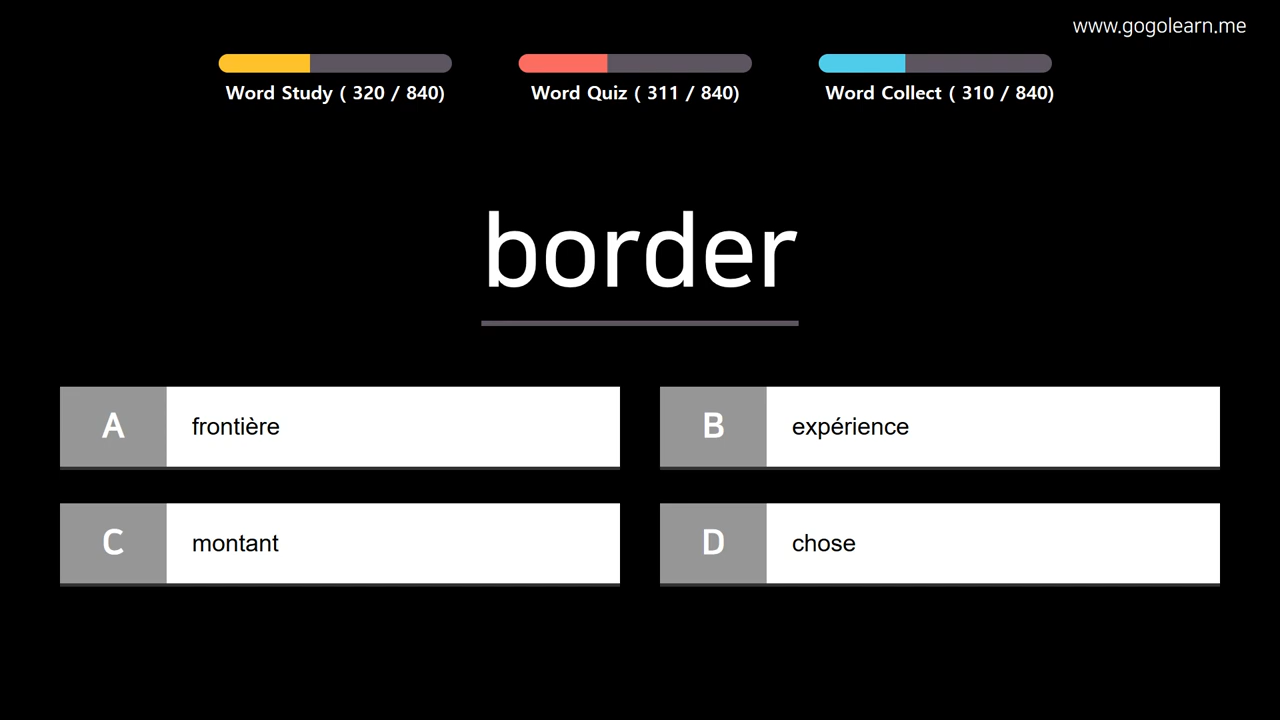 www.gogolearn.me
Word Study ( 320 / 840)
Word Quiz ( 311 / 840)
Word Collect ( 310 / 840)
border
A frontière
B expérience
C montant
D chose